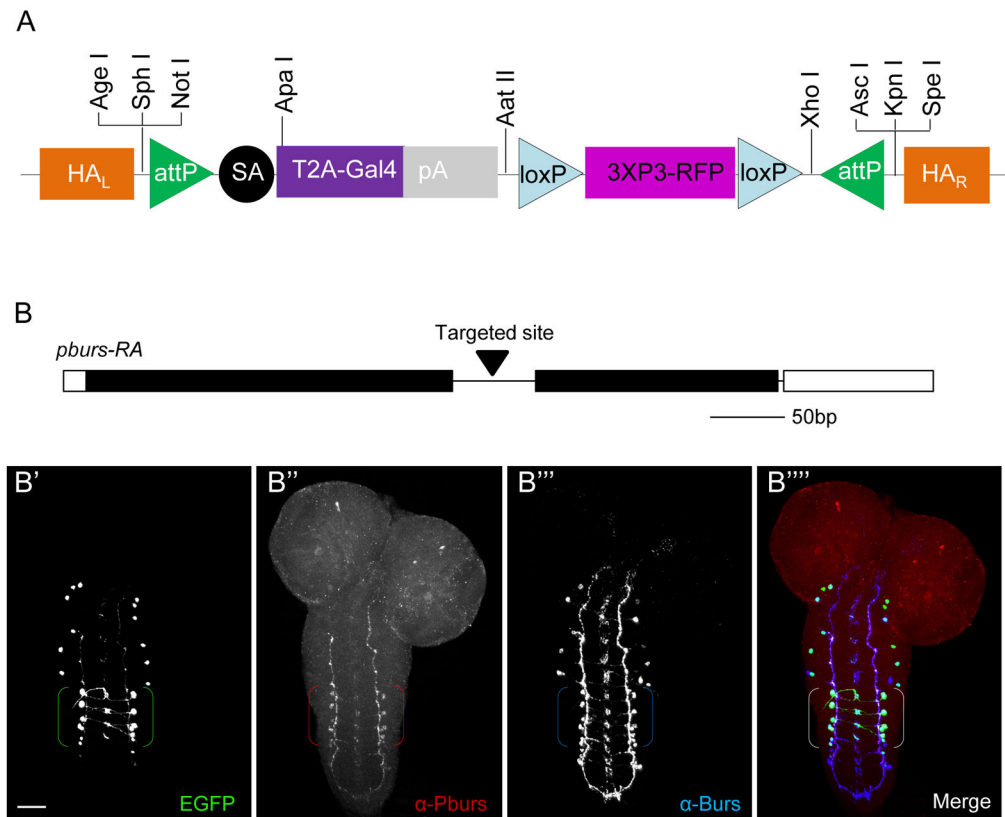 A
Age I
Sph I
Not I
Apa I
Aat II
Xho I
Asc I
Kpn I
Spe I
HAL
attP
SA
T2A-Gal4
pA
loxP
3XP3-RFP
loxP
attP
HAR
B
Targeted site
pburs-RA
50bp
B'
B''
B'''
B''''
EGFP
α-Pburs
α-Burs
Merge